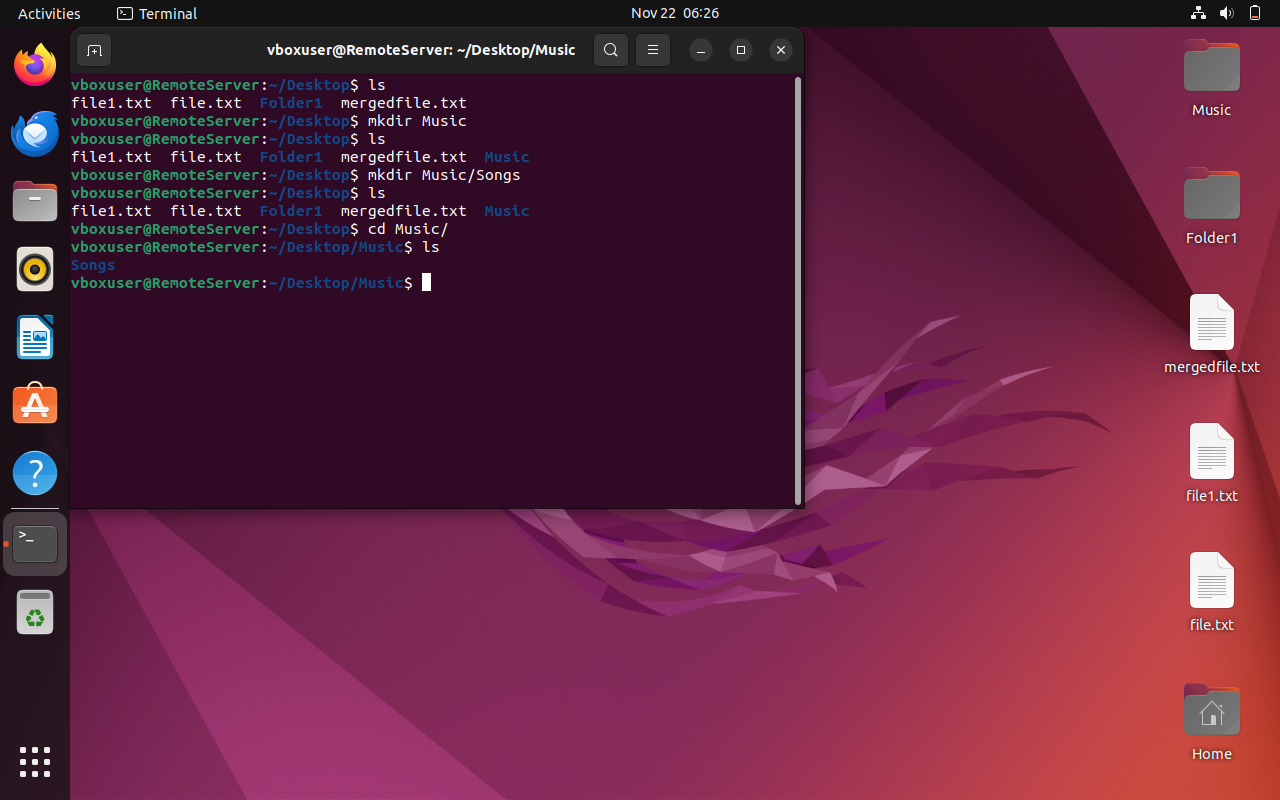 Activities Terminal Nov 22 06:26
vboxuser@RemoteServer: ~/Desktop/Music
vboxuser@RemoteServer:~/Desktop$ ls
file1.txt file.txt Folder1 mergedfile.txt
vboxuser@RemoteServer:~/Desktop$ mkdir Music
vboxuser@RemoteServer:~/Desktop$ ls
file1.txt file.txt Folder1 mergedfile.txt Music
vboxuser@RemoteServer:~/Desktop$ mkdir Music/Songs
vboxuser@RemoteServer:~/Desktop$ ls
file1.txt file.txt Folder1 mergedfile.txt Music
vboxuser@RemoteServer:~/Desktop$ cd Music/
vboxuser@RemoteServer:~/Desktop/Music$ ls
Songs
vboxuser@RemoteServer:~/Desktop/Music$
Music
Folder1
mergedfile.txt
file1.txt
file.txt
Home